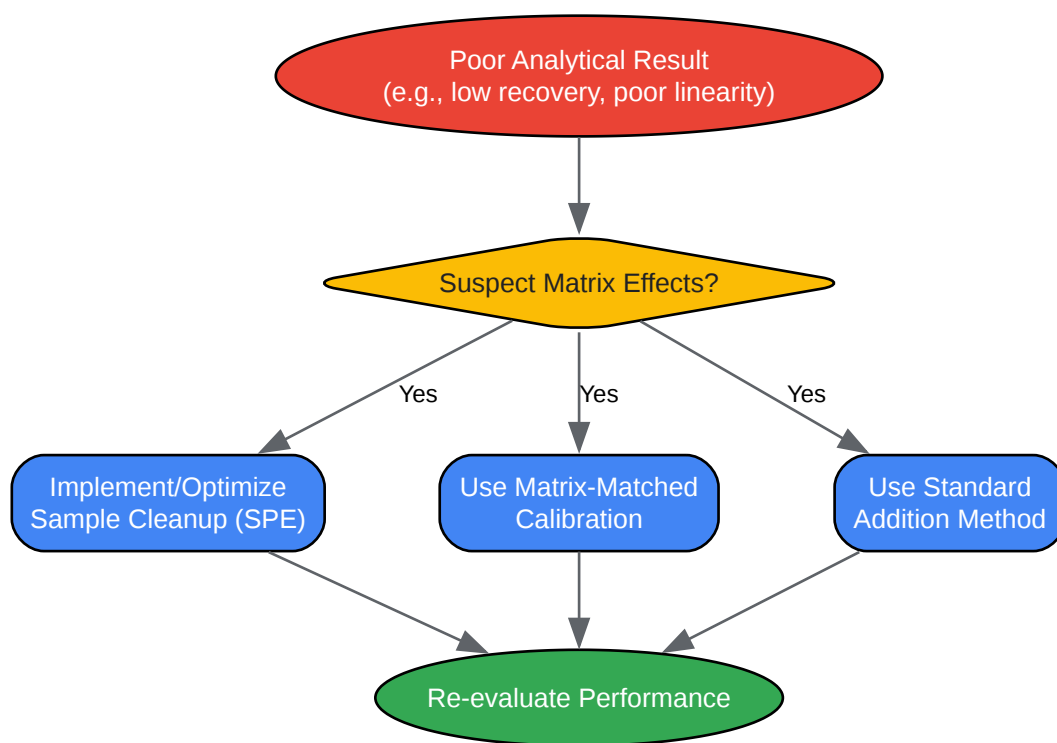 Poor Analytical Result
(e.g., low recovery, poor linearity)
Suspect Matrix Effects?
Yes
Yes
Yes
Implement/Optimize
Sample Cleanup (SPE)
Use Matrix-Matched
Calibration
Use Standard
Addition Method
Re-evaluate Performance